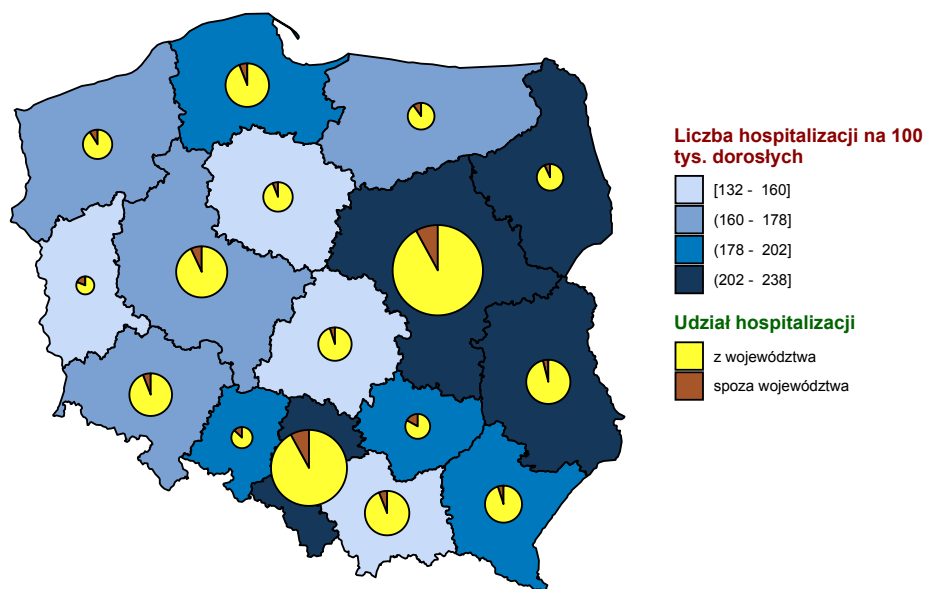 Liczba hospitalizacji na 100
tys. dorosłych
[132 - 160]
(160 - 178]
(178 - 202]
(202 - 238]
Udział hospitalizacji
z województwa
spoza województwa